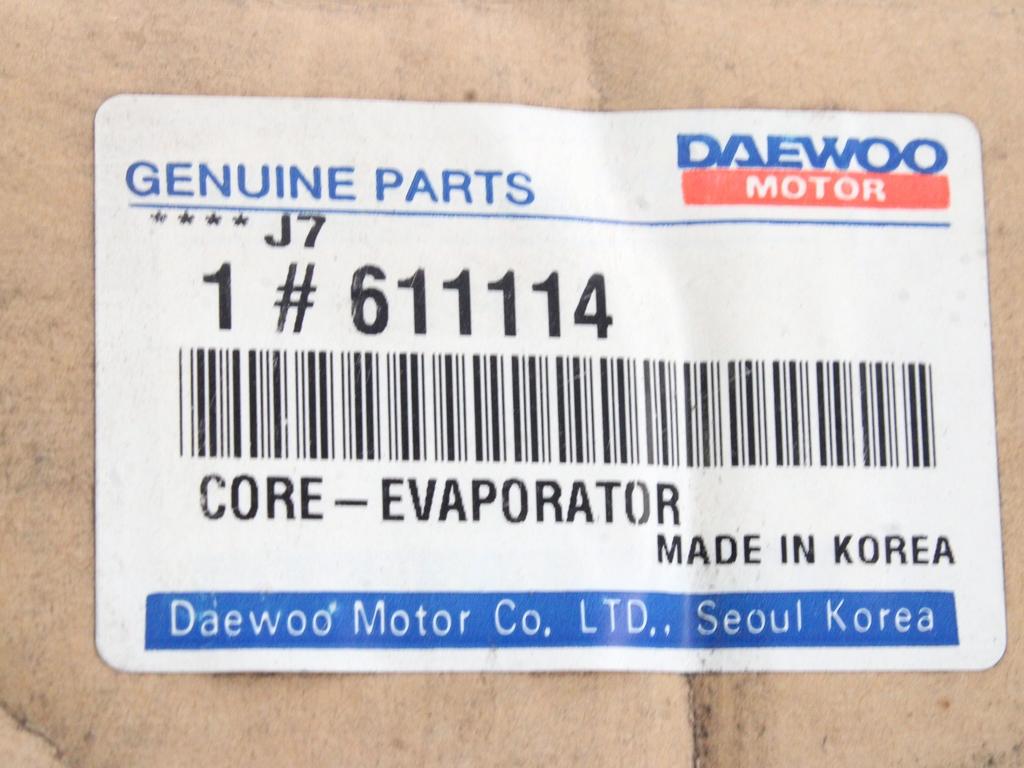 DAEWOO
MOTOR
GENUINE PARTS
**** J7
1 # 611114
CORE – EVAPORATOR
MADE IN KOREA
Daewoo Motor Co. LTD., Seoul Korea